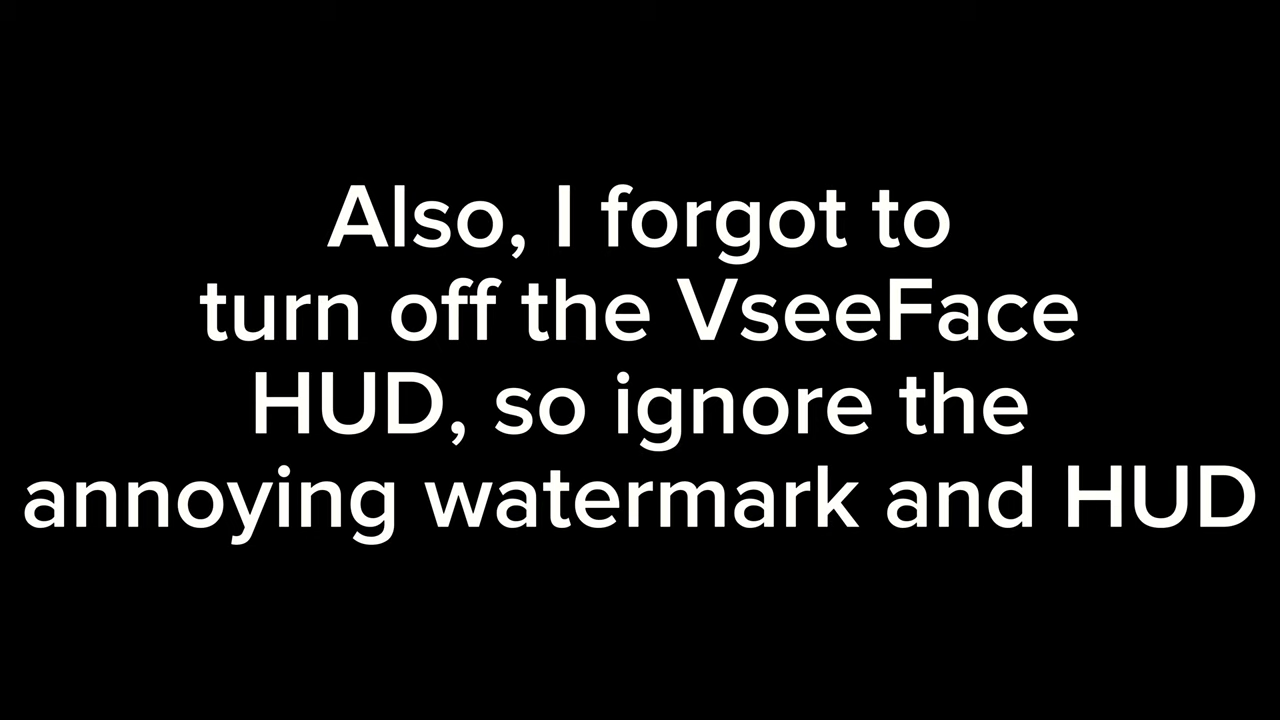 Also, I forgot to
turn off the VseeFace
HUD, so ignore the
annoying watermark and HUD